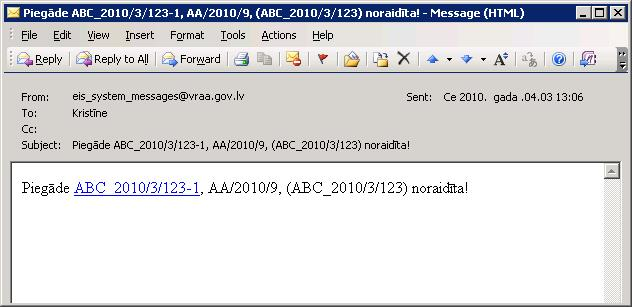 Piegāde ABC_2010/3/123-1, AA/2010/9, (ABC_2010/3/123) noraidīta! - Message (HTML)
File Edit View Insert Format Tools Actions Help
Reply Reply to All Forward
From: eis_system_messages@vraa.gov.lv Sent: Ce 2010. gada .04.03 13:06
To: Kristīne
Cc:
Subject: Piegāde ABC_2010/3/123-1, AA/2010/9, (ABC_2010/3/123) noraidīta!
Piegāde ABC_2010/3/123-1, AA/2010/9, (ABC_2010/3/123) noraidīta!